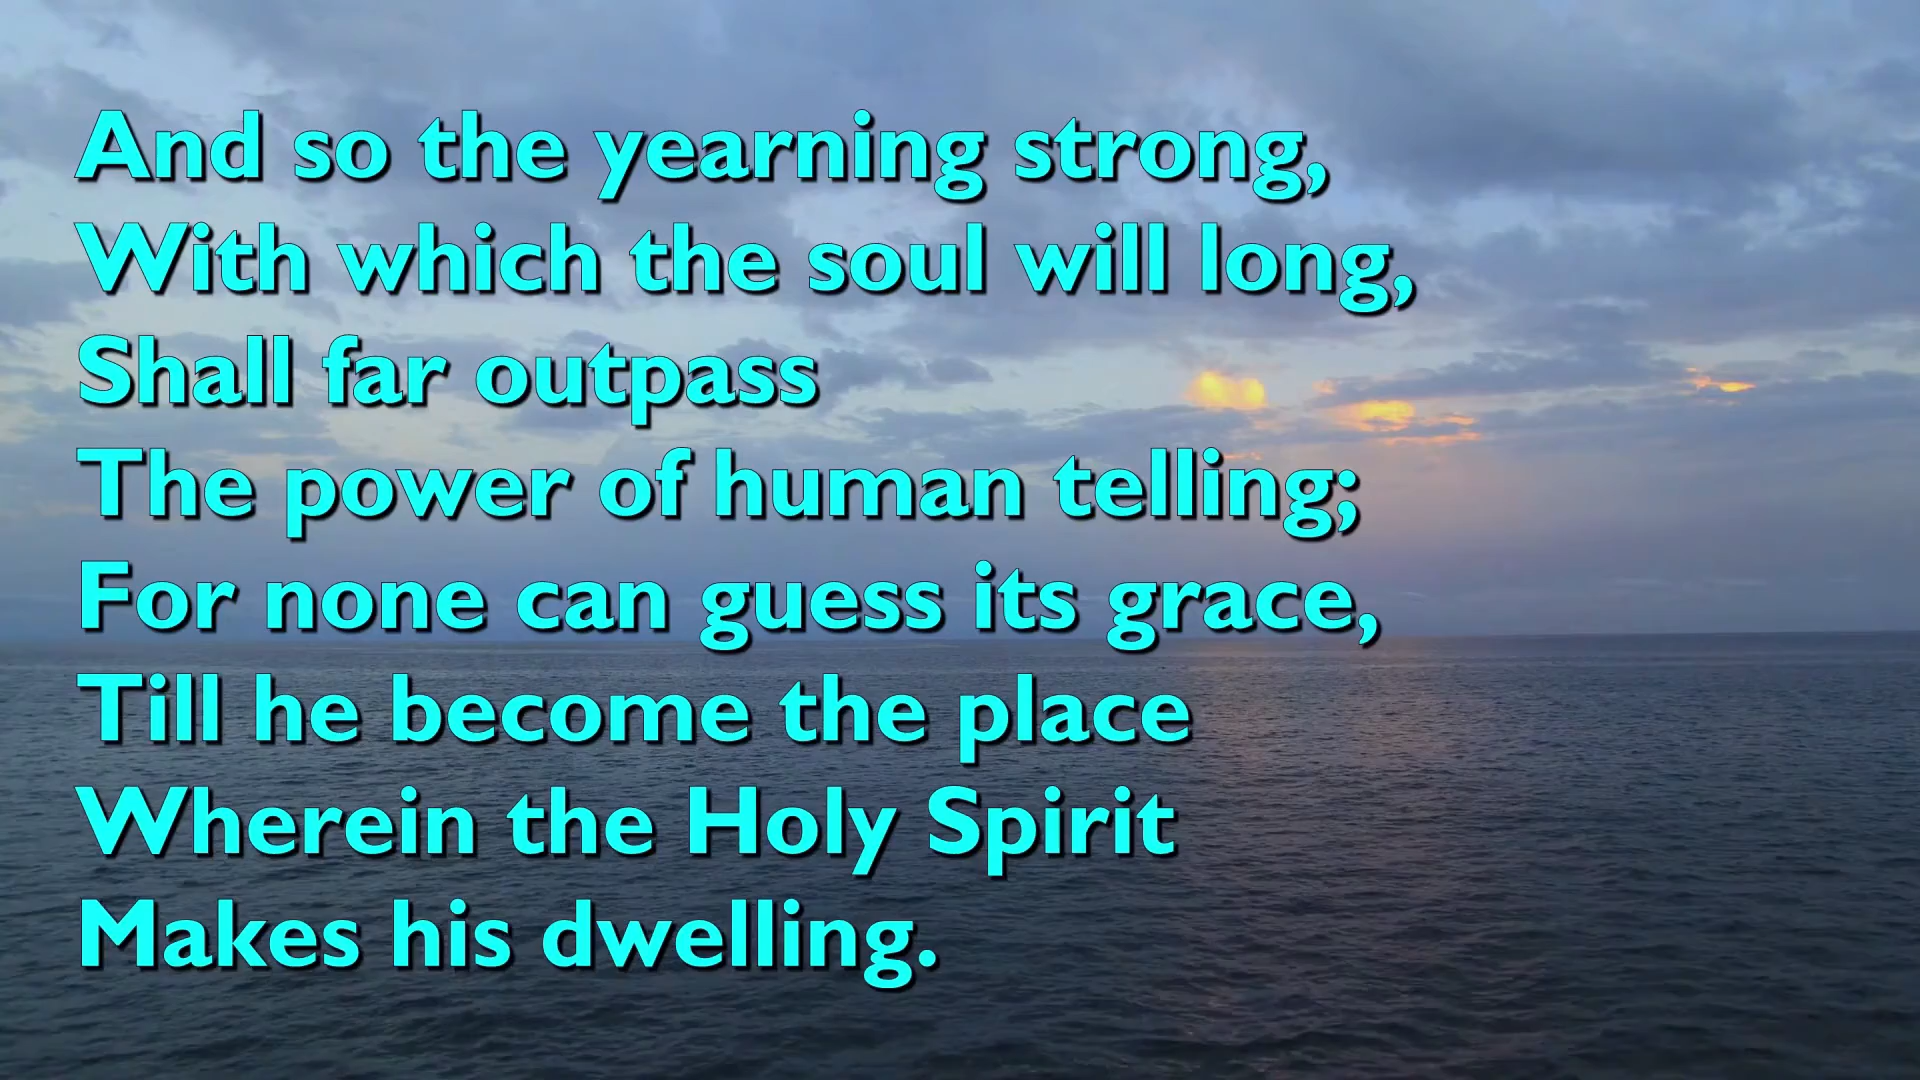 And so the yearning strong,
With which the soul will long,
Shall far outpass
The power of human telling;
For none can guess its grace,
Till he become the place
Wherein the Holy Spirit
Makes his dwelling.